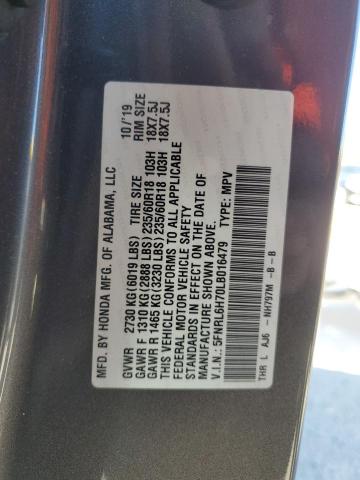 MFD. BY HONDA MFG. OF ALABAMA, LLC 10/'19
GVWR 2730 KG(6019 LBS) TIRE SIZE RIM SIZE
GAWR F 1310 KG(2888 LBS)235/60R18 103H 18X7.5J
GAWR R 1465 KG(3230 LBS)235/60R18 103H 18X7.5J
THIS VEHICLE CONFORMS TO ALL APPLICABLE
FEDERAL MOTOR VEHICLE SAFETY
STANDARDS IN EFFECT ON THE DATE OF
MANUFACTURE SHOWN ABOVE.
V.I.N.: 5FNRL6H70LB016479 TYPE: MPV
THR L AJ6 -NH797M -B -B